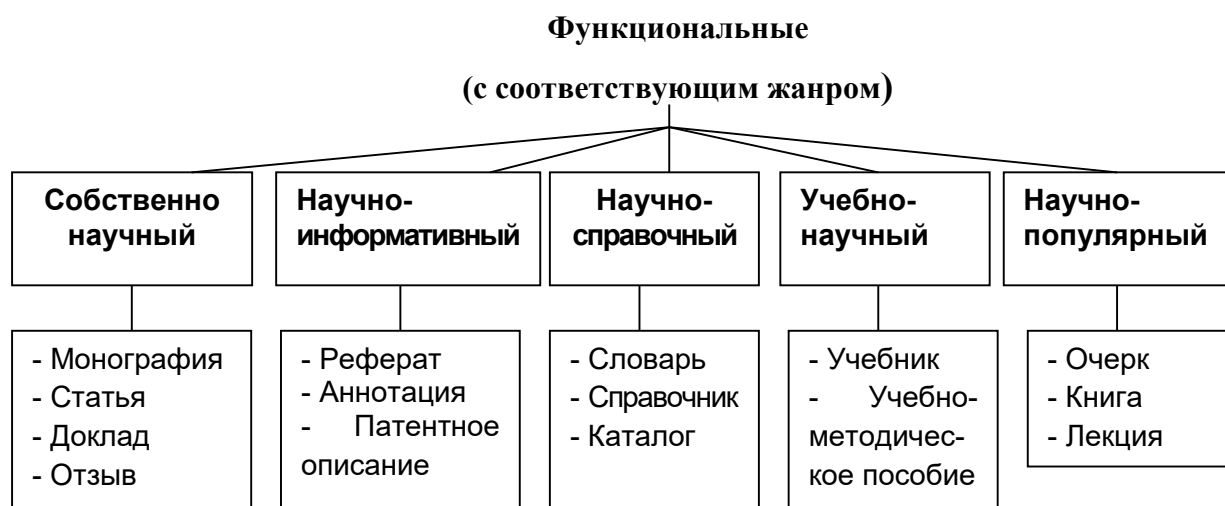 Функциональные
(с соответствующим жанром)
Собственно
научный
Научно-
информативный
Научно-
справочный
Учебно-
научный
Научно-
популярный
- Монография
- Статья
- Доклад
- Отзыв
- Реферат
- Аннотация
- Патентное
описание
- Словарь
- Справочник
- Каталог
- Учебник
- Учебно-
методичес-
кое пособие
- Очерк
- Книга
- Лекция